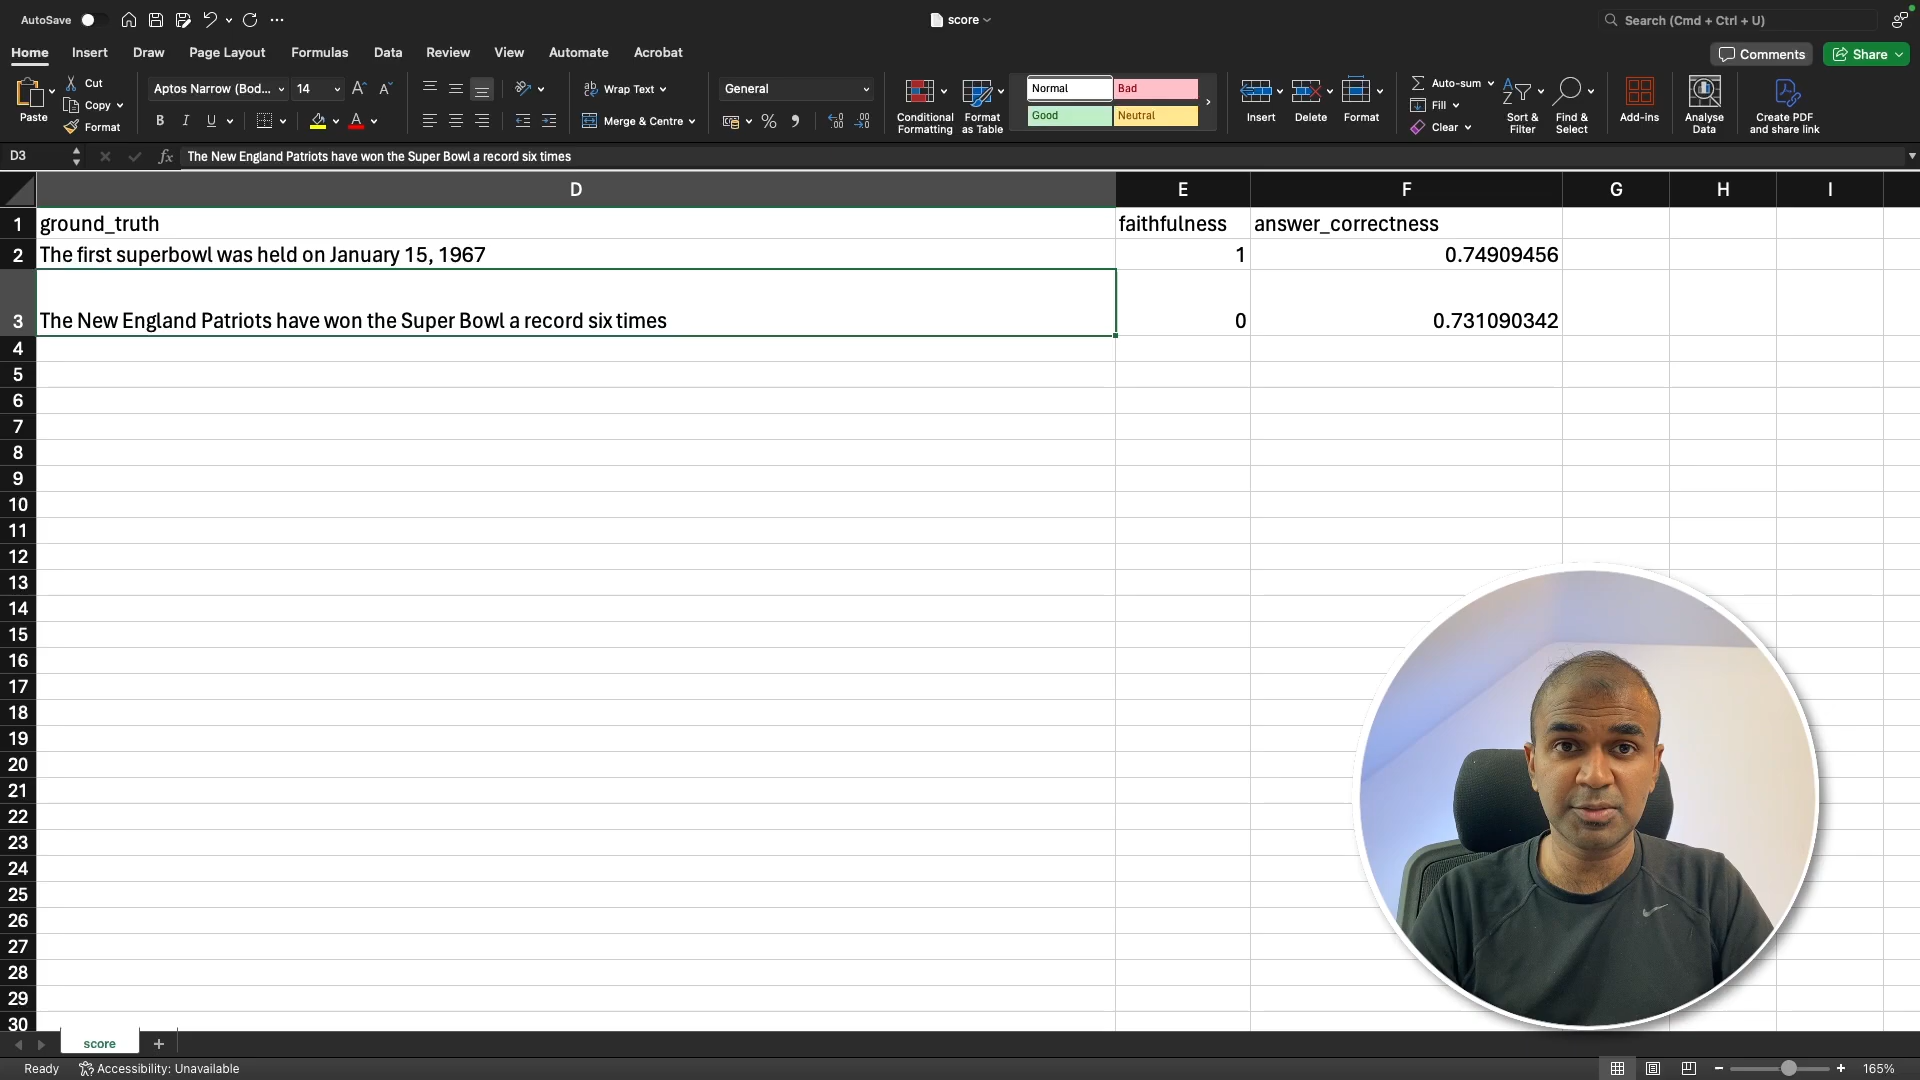 AutoSave
score
Search (Cmd + Ctrl + U)
Home Insert Draw Page Layout Formulas Data Review View Automate Acrobat
Comments Share
Paste
Cut
Copy
Format
Aptos Narrow (Bod... 14
B I U
Wrap Text
Merge & Centre
General
Conditional Formatting
Format as Table
Normal Bad
Good Neutral
Insert Delete Format
Auto-sum
Fill
Clear
Sort & Filter
Find & Select
Add-ins
Analyse Data
Create PDF and share link
D3 fx The New England Patriots have won the Super Bowl a record six times
D E F G H I
1 ground_truth faithfulness answer_correctness
2 The first superbowl was held on January 15, 1967 1 0.74909456
3 The New England Patriots have won the Super Bowl a record six times 0 0.731090342
4
5
6
7
8
9
10
11
12
13
14
15
16
17
18
19
20
21
22
23
24
25
26
27
28
29
30
score
Ready Accessibility: Unavailable 165%